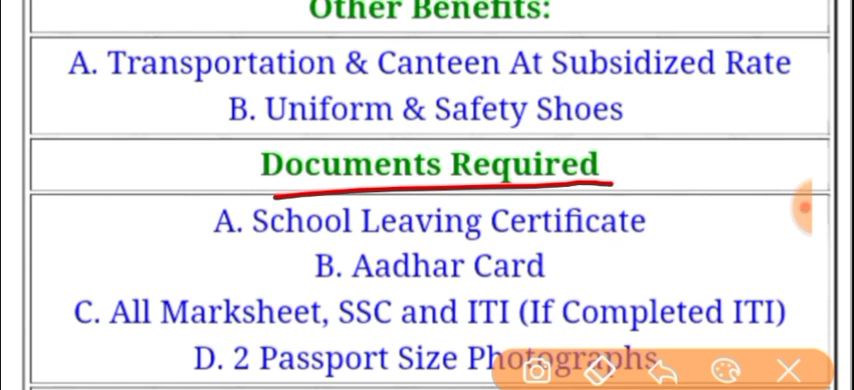 Other Benefits:
A. Transportation & Canteen At Subsidized Rate
B. Uniform & Safety Shoes
Documents Required
A. School Leaving Certificate
B. Aadhar Card
C. All Marksheet, SSC and ITI (If Completed ITI)
D. 2 Passport Size Photographs